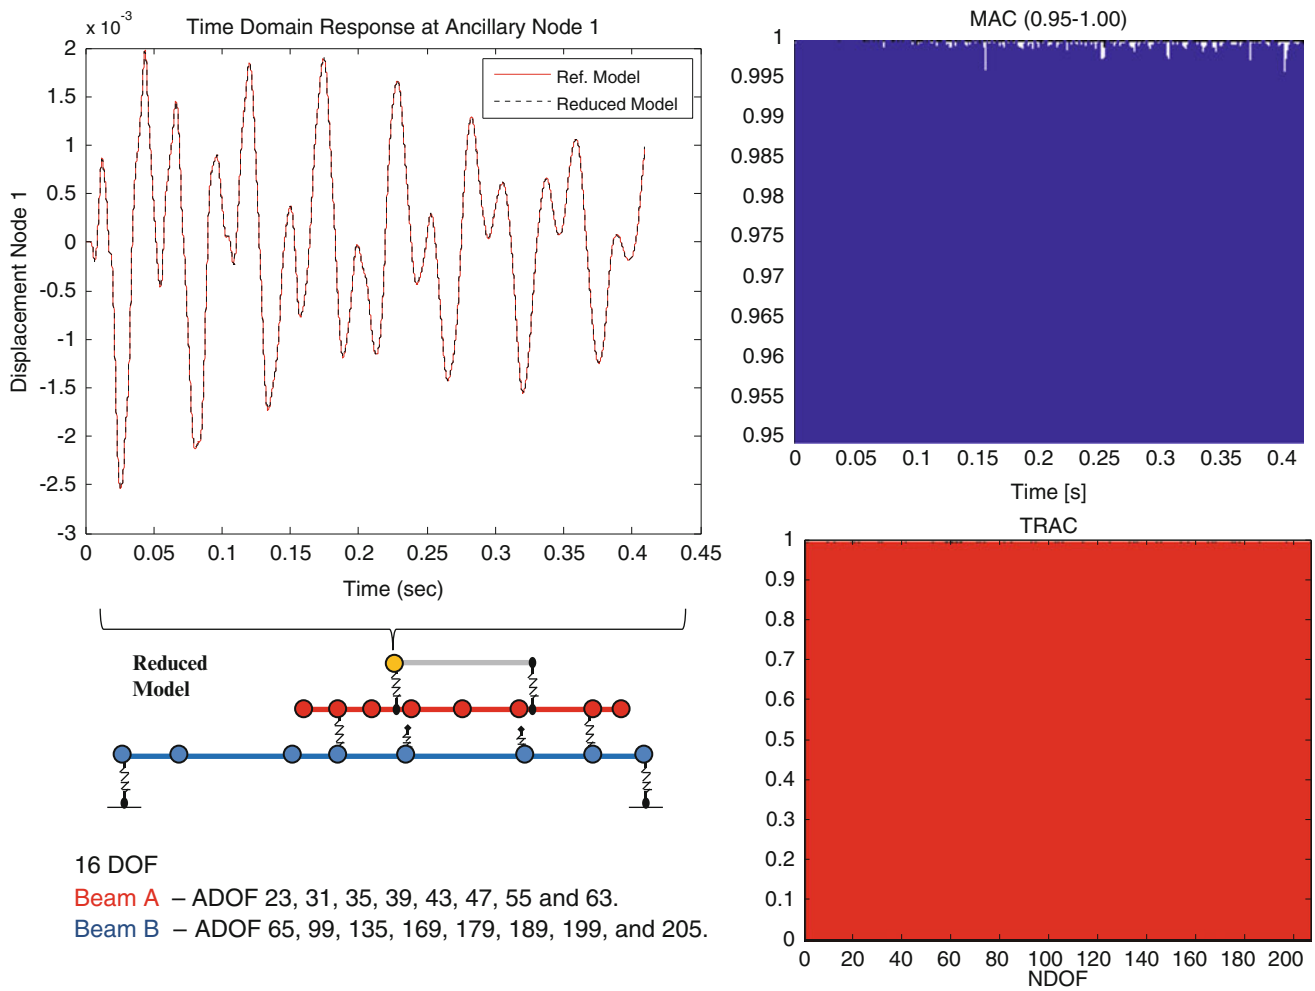 x 10⁻³
Time Domain Response at Ancillary Node 1
2
1.5
1
0.5
0
-0.5
-1
-1.5
-2
-2.5
-3
Displacement Node 1
Ref. Model
Reduced Model
0 0.05 0.1 0.15 0.2 0.25 0.3 0.35 0.4 0.45
Time (sec)
MAC (0.95-1.00)
1
0.995
0.99
0.985
0.98
0.975
0.97
0.965
0.96
0.955
0.95
0 0.05 0.1 0.15 0.2 0.25 0.3 0.35 0.4
Time [s]
TRAC
1
0.9
0.8
0.7
0.6
0.5
0.4
0.3
0.2
0.1
0
0 20 40 60 80 100 120 140 160 180 200
NDOF
Reduced
Model
16 DOF
Beam A – ADOF 23, 31, 35, 39, 43, 47, 55 and 63.
Beam B – ADOF 65, 99, 135, 169, 179, 189, 199, and 205.